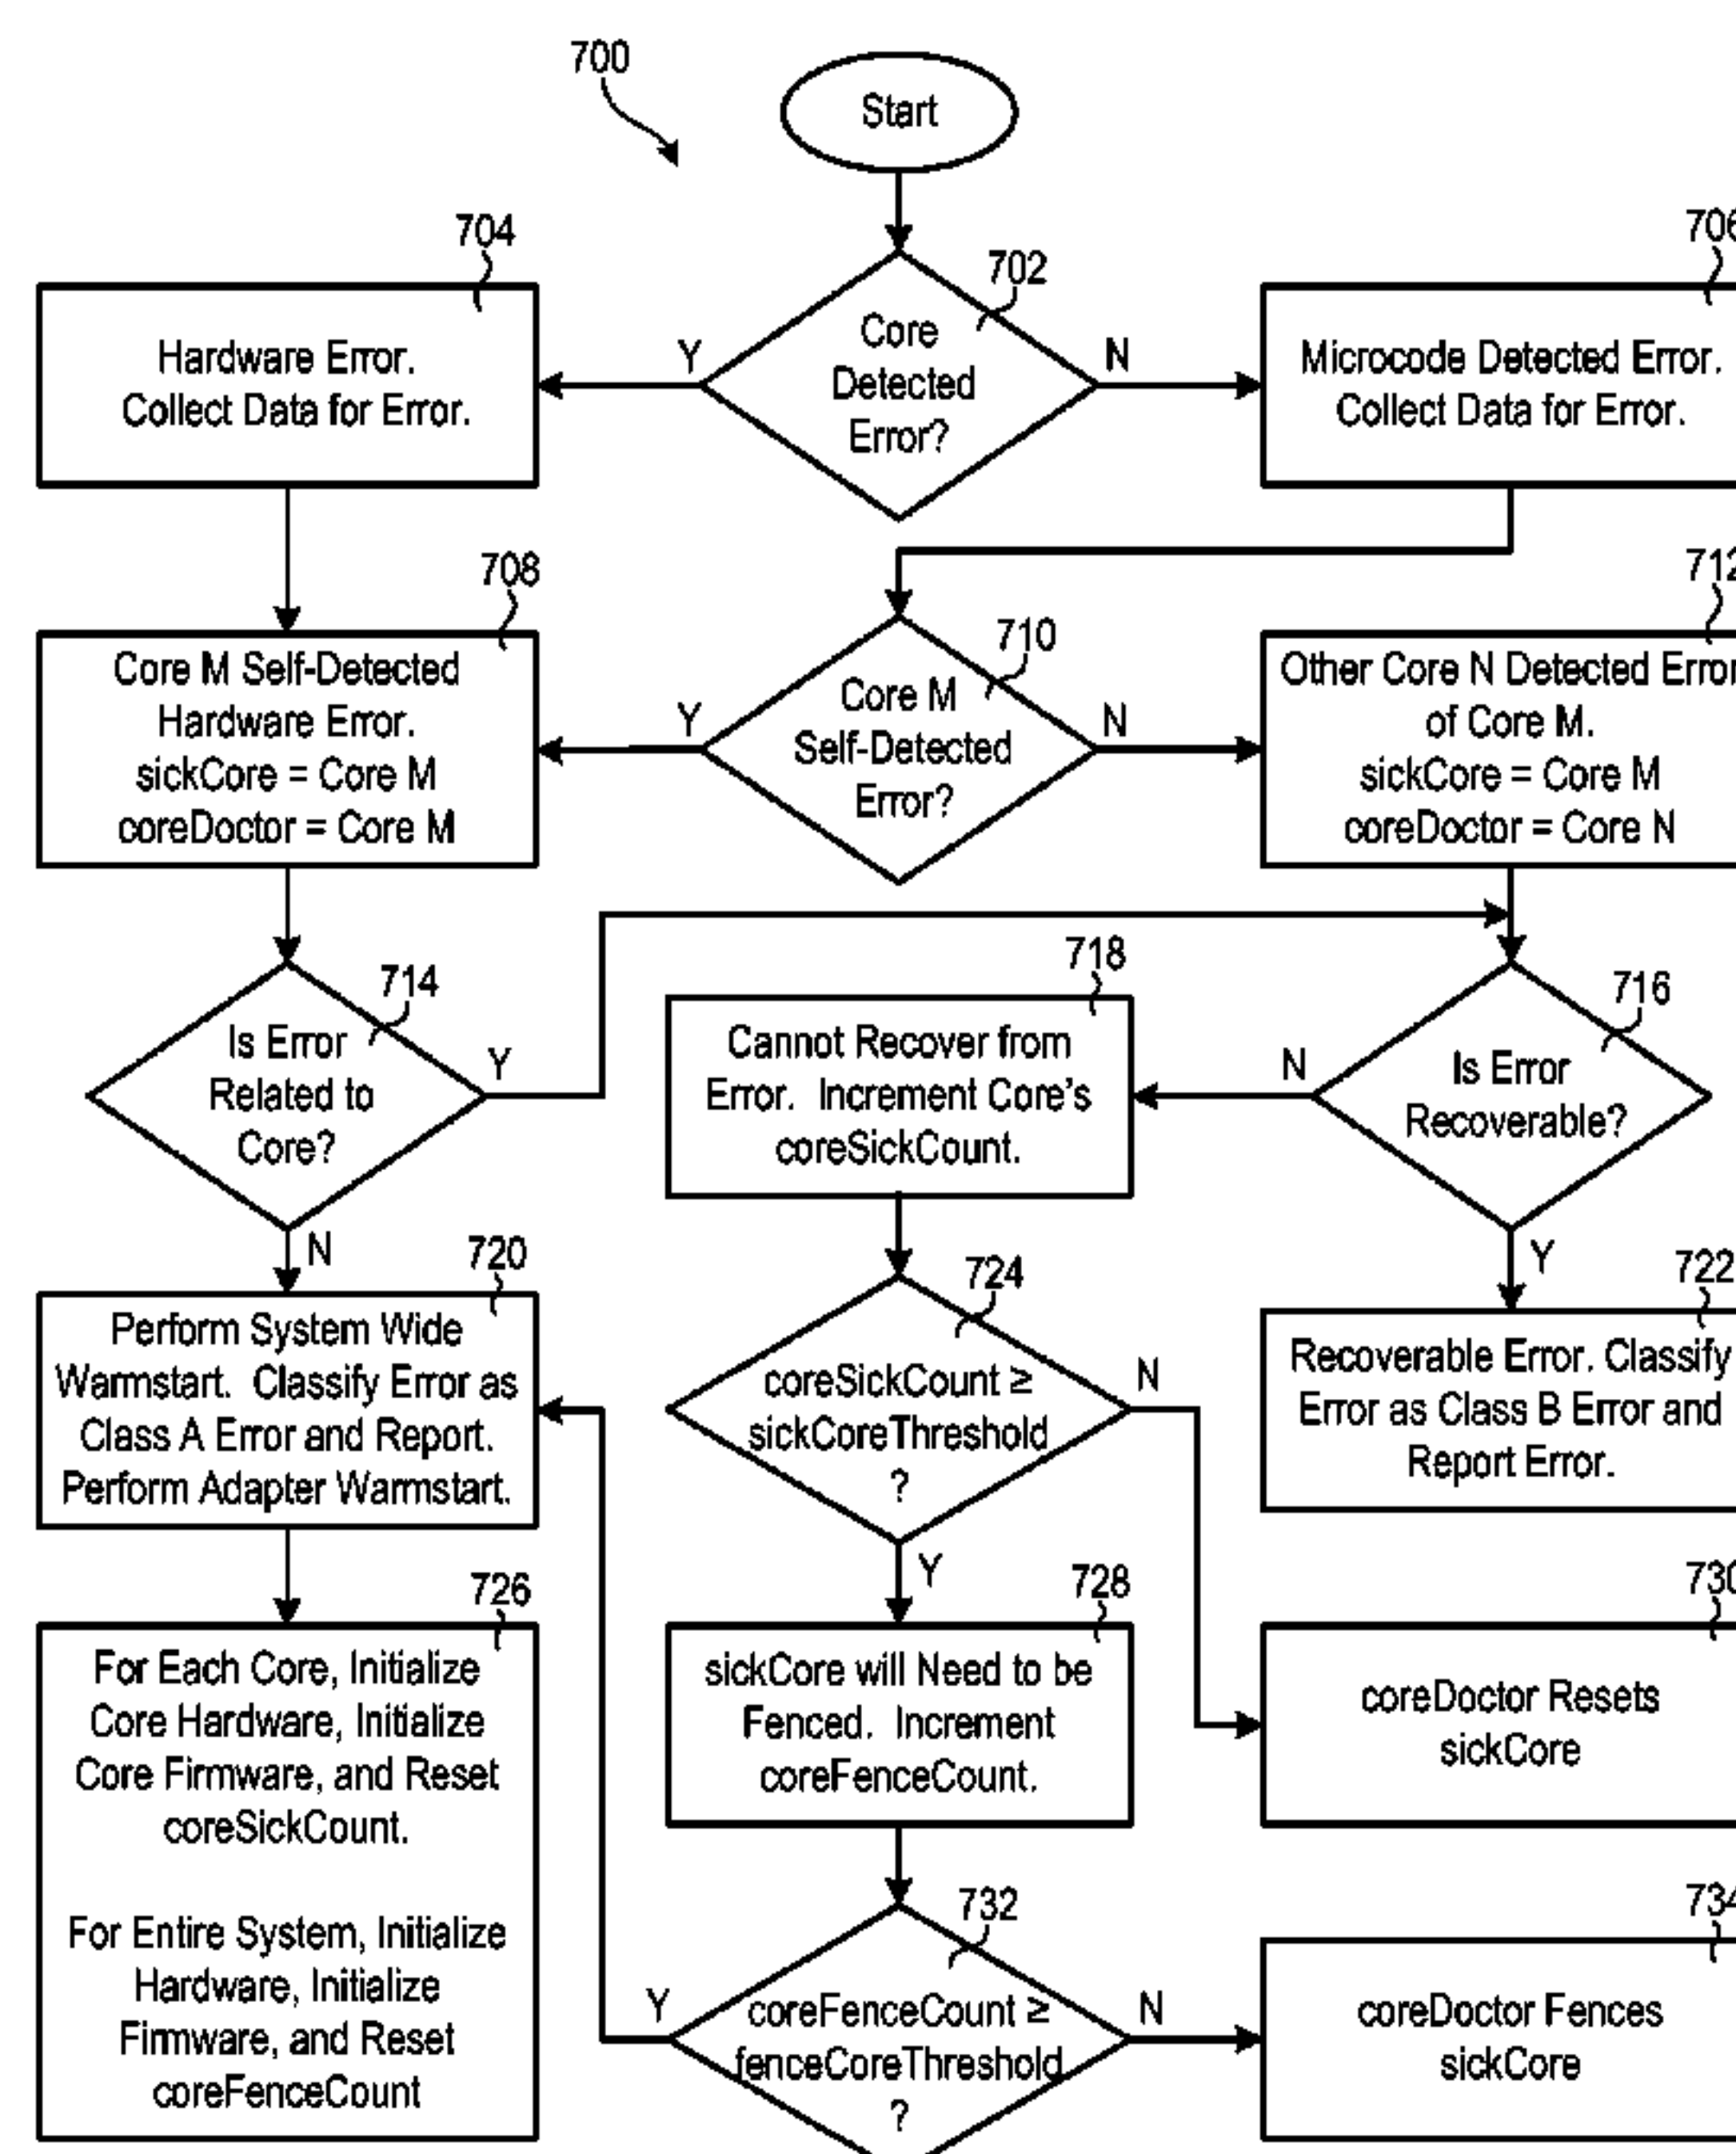 700
Start
704
702
Hardware Error.
Collect Data for Error.
Y
Core
Detected
Error?
N
Microcode Detected Error.
Collect Data for Error.
708
710
Core M Self-Detected
Hardware Error.
sickCore = Core M
coreDoctor = Core M
Y
Core M
Self-Detected
Error?
N
Other Core N Detected Error
of Core M.
sickCore = Core M
coreDoctor = Core N
714
Is Error
Related to
Core?
Y
N
718
Cannot Recover from
Error. Increment Core's
coreSickCount.
716
N
Is Error
Recoverable?
Y
720
Perform System Wide
Warmstart. Classify Error as
Class A Error and Report.
Perform Adapter Warmstart.
724
coreSickCount ≥
sickCoreThreshold
?
N
Y
722
Recoverable Error. Classify
Error as Class B Error and
Report Error.
726
For Each Core, Initialize
Core Hardware, Initialize
Core Firmware, and Reset
coreSickCount.
For Entire System, Initialize
Hardware, Initialize
Firmware, and Reset
coreFenceCount
728
sickCore will Need to be
Fenced. Increment
coreFenceCount.
coreDoctor Resets
sickCore
732
Y
coreFenceCount ≥
fenceCoreThreshold
?
N
coreDoctor Fences
sickCore